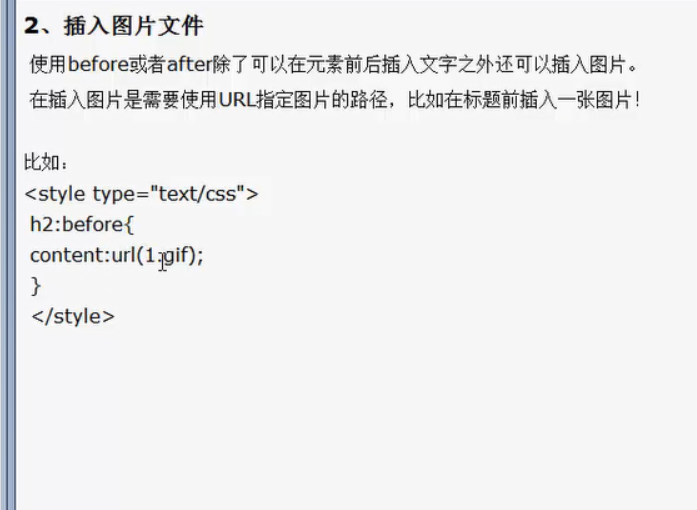 2、插入图片文件
使用before或者after除了可以在元素前后插入文字之外还可以插入图片。
在插入图片是需要使用URL指定图片的路径，比如在标题前插入一张图片！
比如：
<style type="text/css">
h2:before{
content:url(1.gif);
}
</style>